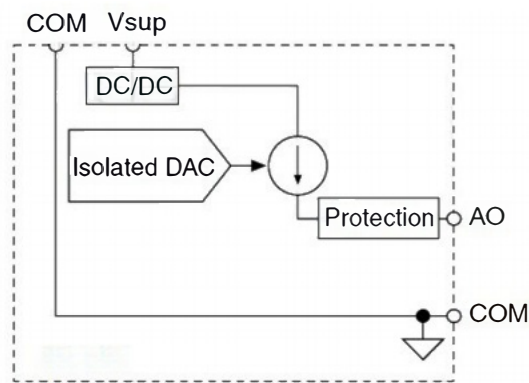 COM Vsup
DC/DC
Isolated DAC
Protection
AO
COM